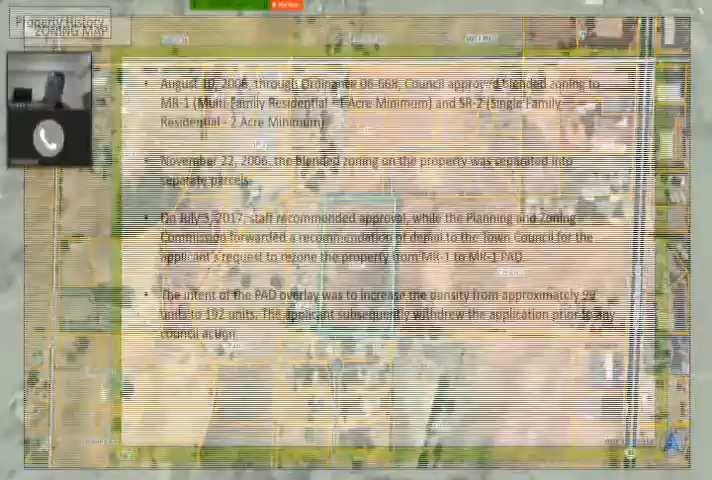 Property History
ZONING MAP
• August 10, 2006, through Ordinance 06-668, Council approved blended zoning to
MR-1 (Multi Family Residential - 1 Acre Minimum) and SR-2 (Single Family
Residential - 2 Acre Minimum)
• November 22, 2006, the blended zoning on the property was separated into
separate parcels.
• On July 5, 2017, staff recommended approval, while the Planning and Zoning
Commission forwarded a recommendation of denial to the Town Council for the
applicant's request to rezone the property from MR-1 to MR-1 PAD.
• The intent of the PAD overlay was to increase the density from approximately 99
units to 192 units. The applicant subsequently withdrew the application prior to any
council action.